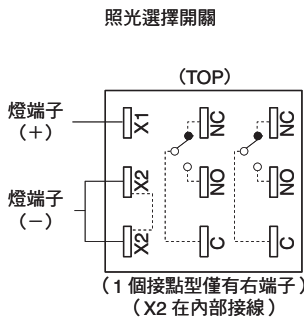 照光選擇開關
(TOP)
燈端子
(+)
X1
NC
NC
燈端子
(−)
X2
NO
NO
X2
C
C
(1 個接點型僅有右端子)
(X2 在內部接線)